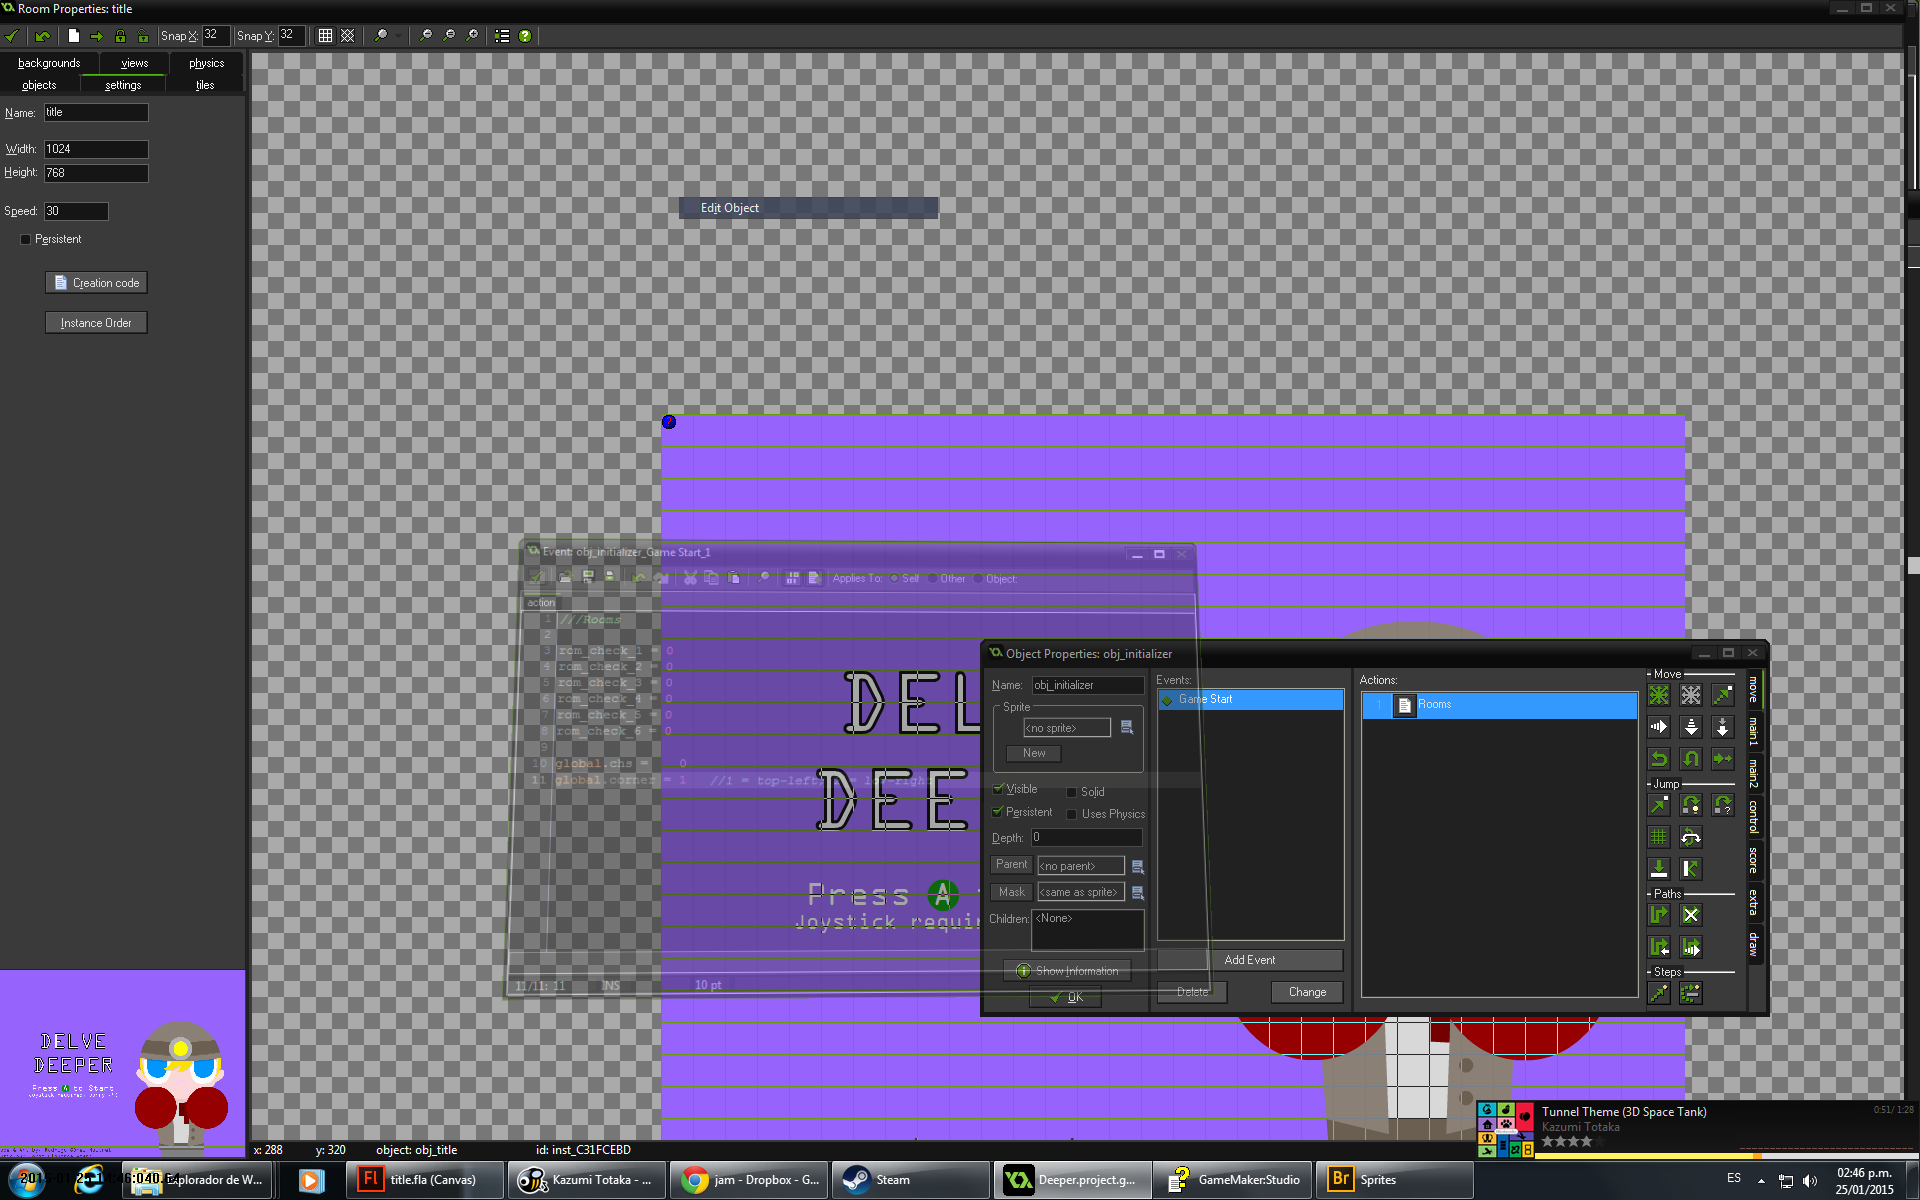 Room Properties: title
Snap X: 32 Snap Y: 32
backgrounds views physics
objects settings tiles
Name: title
Width: 1024
Height: 768
Speed: 30
Persistent
Creation code
Instance Order
Edit Object
Event: obj_initializer_Game Start_1
Applies To: Self Other Object:
action
1 ///Rooms
2
3 rom_check_1 = 0
4 rom_check_2 = 0
5 rom_check_3 = 0
6 rom_check_4 = 0
7 rom_check_5 = 0
8 rom_check_6 = 0
9
10 global.chs = 0
11 global.corner = 1 //1 = top-left
11/11: 11 INS 10 pt
DEL
DEE
Press A
Joystick requi
Object Properties: obj_initializer
Name: obj_initializer
Sprite
<no sprite>
New
Visible Solid
Persistent Uses Physics
Depth: 0
Parent <no parent>
Mask <same as sprite>
Children: <None>
Show Information
OK
Events:
Game Start
Add Event
Delete Change
Actions:
1 Rooms
Move
Jump
Paths
Steps
move
main1
main2
control
score
extra
draw
DELVE
DEEPER
Press A to Start
Joystick required, sorry :'(
x: 288 y: 320 object: obj_title id: inst_C31FCEBD
Tunnel Theme (3D Space Tank) 0:51/ 1:28
Kazumi Totaka
Explorador de W...
title.fla (Canvas)
Kazumi Totaka - ...
jam - Dropbox - G...
Steam
Deeper.project.g...
GameMaker:Studio
Sprites
ES
02:46 p.m.
25/01/2015